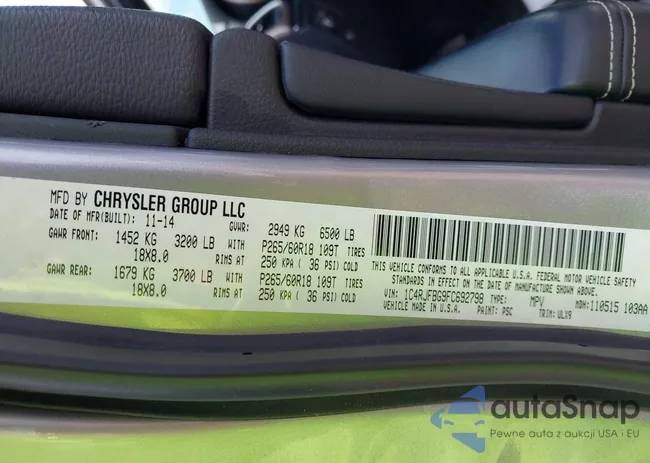 MFD BY CHRYSLER GROUP LLC
DATE OF MFR(BUILT): 11-14 GVWR: 2949 KG 6500 LB
GAWR FRONT: 1452 KG 3200 LB WITH P265/60R18 109T TIRES
18X8.0 RIMS AT 250 KPA ( 36 PSI) COLD
GAWR REAR: 1679 KG 3700 LB WITH P265/60R18 109T TIRES
18X8.0 RIMS AT 250 KPA ( 36 PSI) COLD
THIS VEHICLE CONFORMS TO ALL APPLICABLE U.S.A. FEDERAL MOTOR VEHICLE SAFETY
STANDARDS IN EFFECT ON THE DATE OF MANUFACTURE SHOWN ABOVE.
VIN: 1C4RJFBG9FC692798 TYPE: MPV MDH: 110515 103AA
VEHICLE MADE IN U.S.A. PAINT: PSC TRIM: VLX9
autaSnap
Pewne auta z aukcji USA i EU